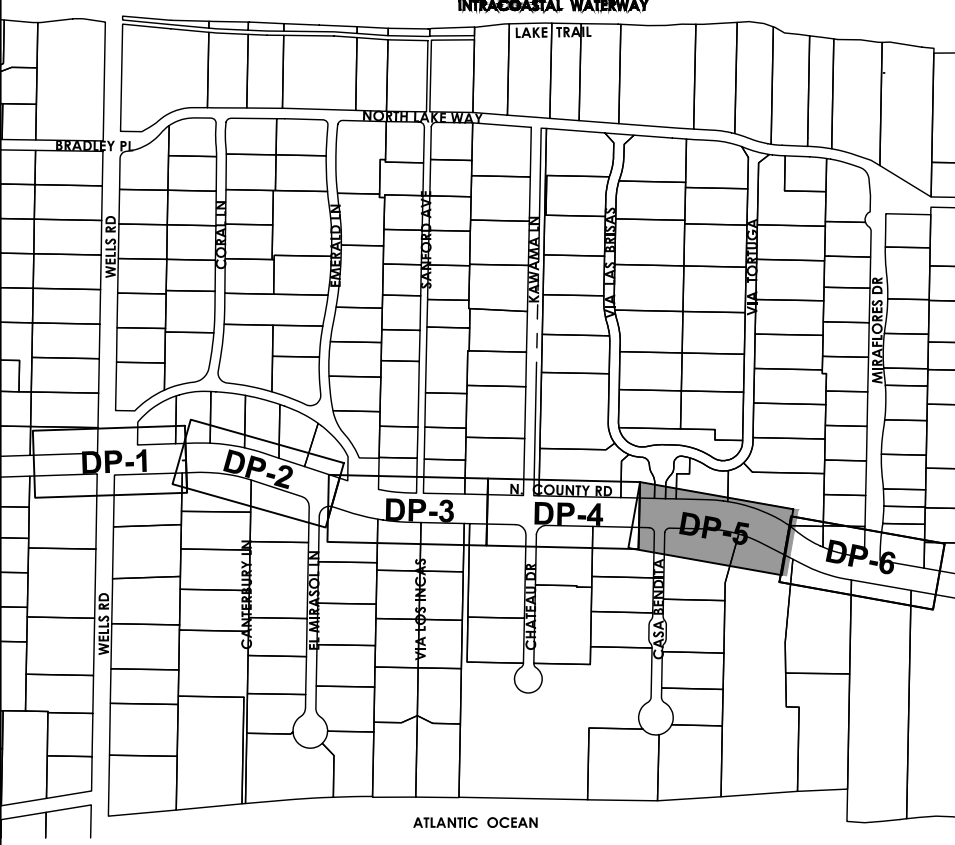 INTRACOASTAL WATERWAY
LAKE TRAIL
NORTH LAKE WAY
BRADLEY PL
WELLS RD
CORAL LN
EMERALD LN
SANFORD AVE
KAWAMA LN
VIA LAS BRISAS
VIA TORTUGA
MIRAFLORES DR
DP-1
DP-2
DP-3
N. COUNTY RD
DP-4
DP-5
DP-6
WELLS RD
CANTERBURY LN
EL MIRASOL LN
VIA LOS INCAS
CHATEAU DR
CASA BENDITA
ATLANTIC OCEAN